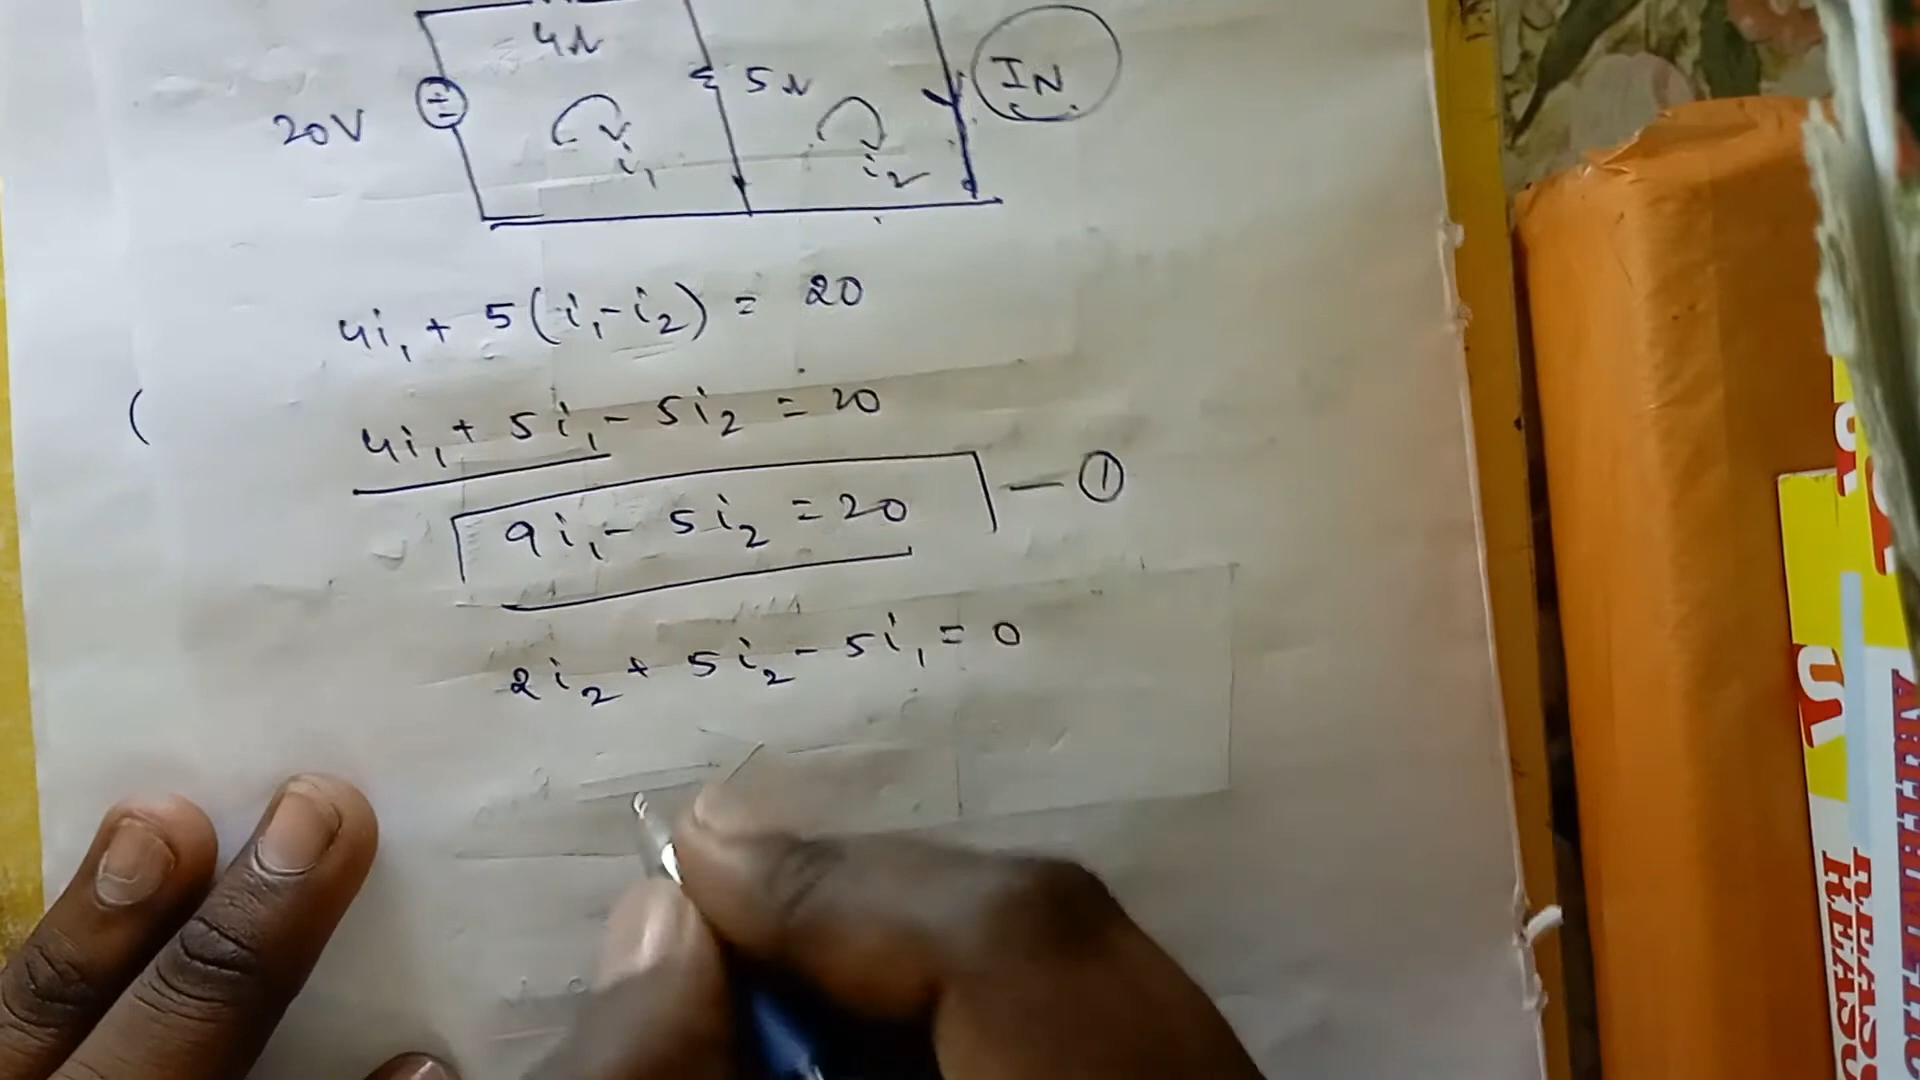 4Ω
20V
5Ω
IN
i₁
i₂
4i₁ + 5(i₁-i₂) = 20
(
4i₁ + 5i₁ - 5i₂ = 20
9i₁ - 5i₂ = 20 — ①
2i₂ + 5i₂ - 5i₁ = 0